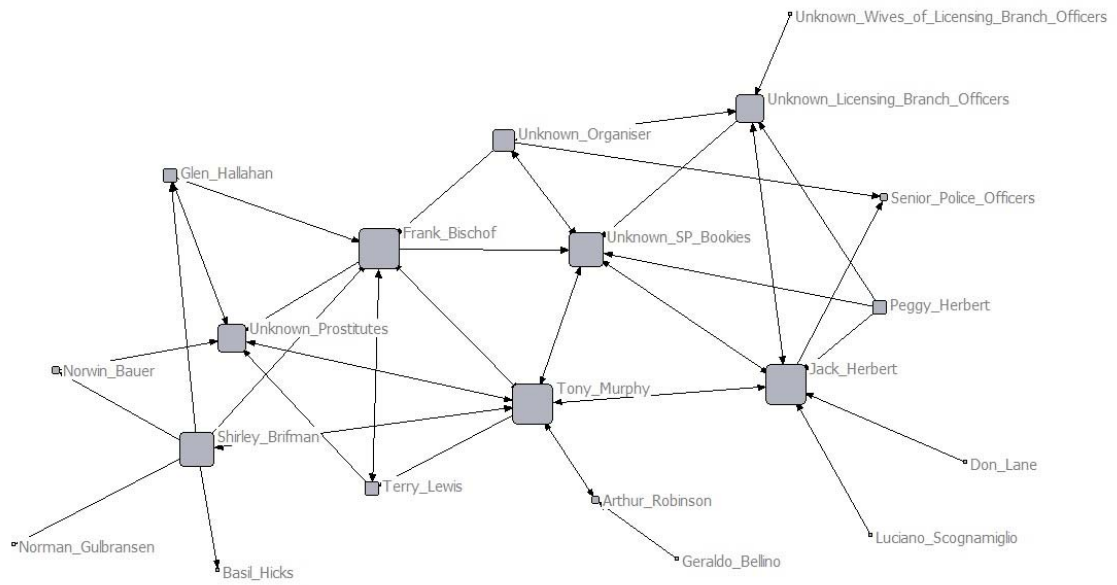 Unknown_Wives_of_Licensing_Branch_Officers
Unknown_Licensing_Branch_Officers
Unknown_Organiser
Glen_Hallahan
Senior_Police_Officers
Frank_Bischof
Unknown_SP_Bookies
Peggy_Herbert
Unknown_Prostitutes
Norwin_Bauer
Jack_Herbert
Tony_Murphy
Shirley_Brifman
Don_Lane
Terry_Lewis
Arthur_Robinson
Luciano_Scognamiglio
Norman_Gulbransen
Geraldo_Bellino
Basil_Hicks